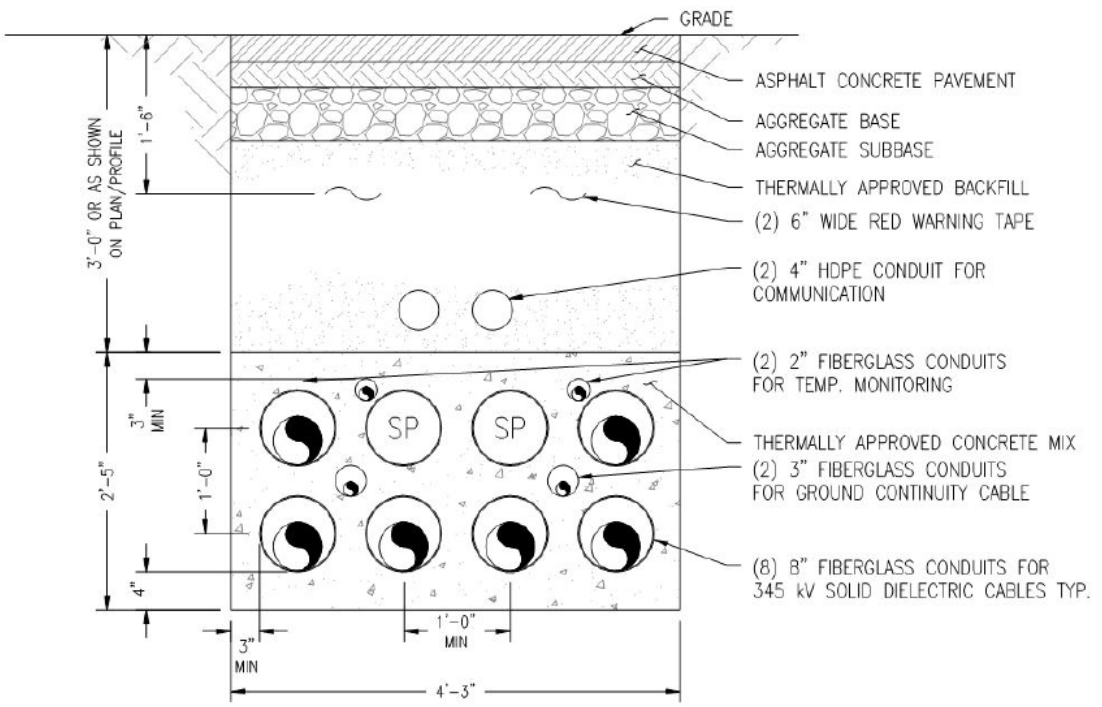 GRADE
ASPHALT CONCRETE PAVEMENT
AGGREGATE BASE
AGGREGATE SUBBASE
THERMALLY APPROVED BACKFILL
(2) 6" WIDE RED WARNING TAPE
(2) 4" HDPE CONDUIT FOR
COMMUNICATION
(2) 2" FIBERGLASS CONDUITS
FOR TEMP. MONITORING
THERMALLY APPROVED CONCRETE MIX
(2) 3" FIBERGLASS CONDUITS
FOR GROUND CONTINUITY CABLE
(8) 8" FIBERGLASS CONDUITS FOR
345 kV SOLID DIELECTRIC CABLES TYP.
3'-0" OR AS SHOWN
ON PLAN/PROFILE
1'-6"
3"
MIN
2'-5"
1'-0"
4"
SP
SP
3"
MIN
1'-0"
MIN
4'-3"